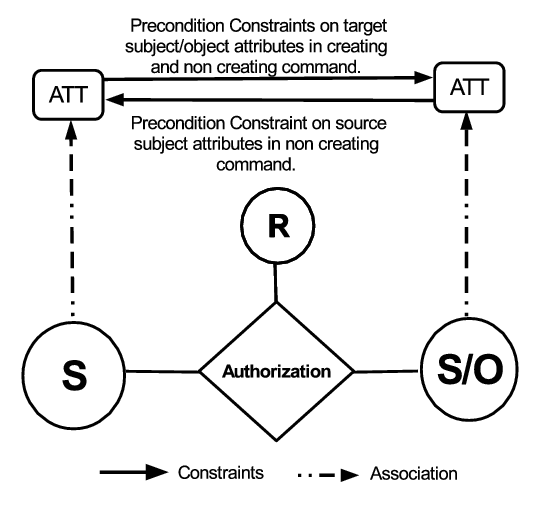 Precondition Constraints on target
subject/object attributes in creating
and non creating command.
ATT
ATT
Precondition Constraint on source
subject attributes in non creating
command.
R
S
Authorization
S/O
Constraints
Association